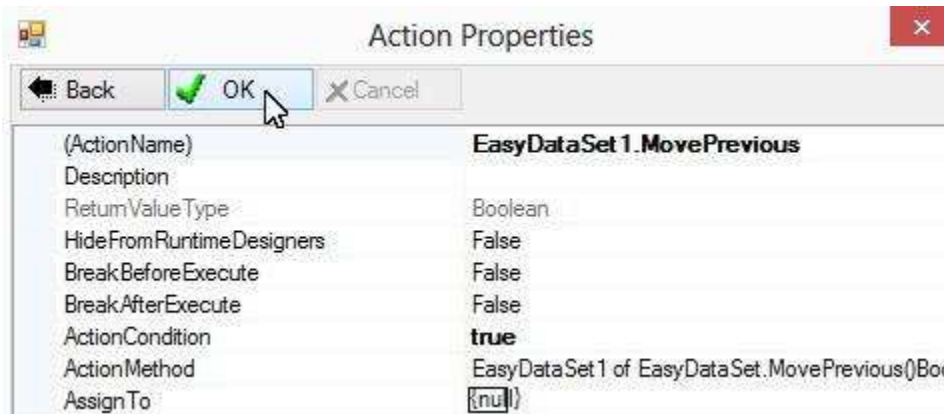 Action Properties
Back OK Cancel
(ActionName) EasyDataSet1.MovePrevious
Description
ReturnValueType Boolean
HideFromRuntimeDesigners False
BreakBeforeExecute False
BreakAfterExecute False
ActionCondition true
ActionMethod EasyDataSet1 of EasyDataSet.MovePrevious()Boo
AssignTo {null}